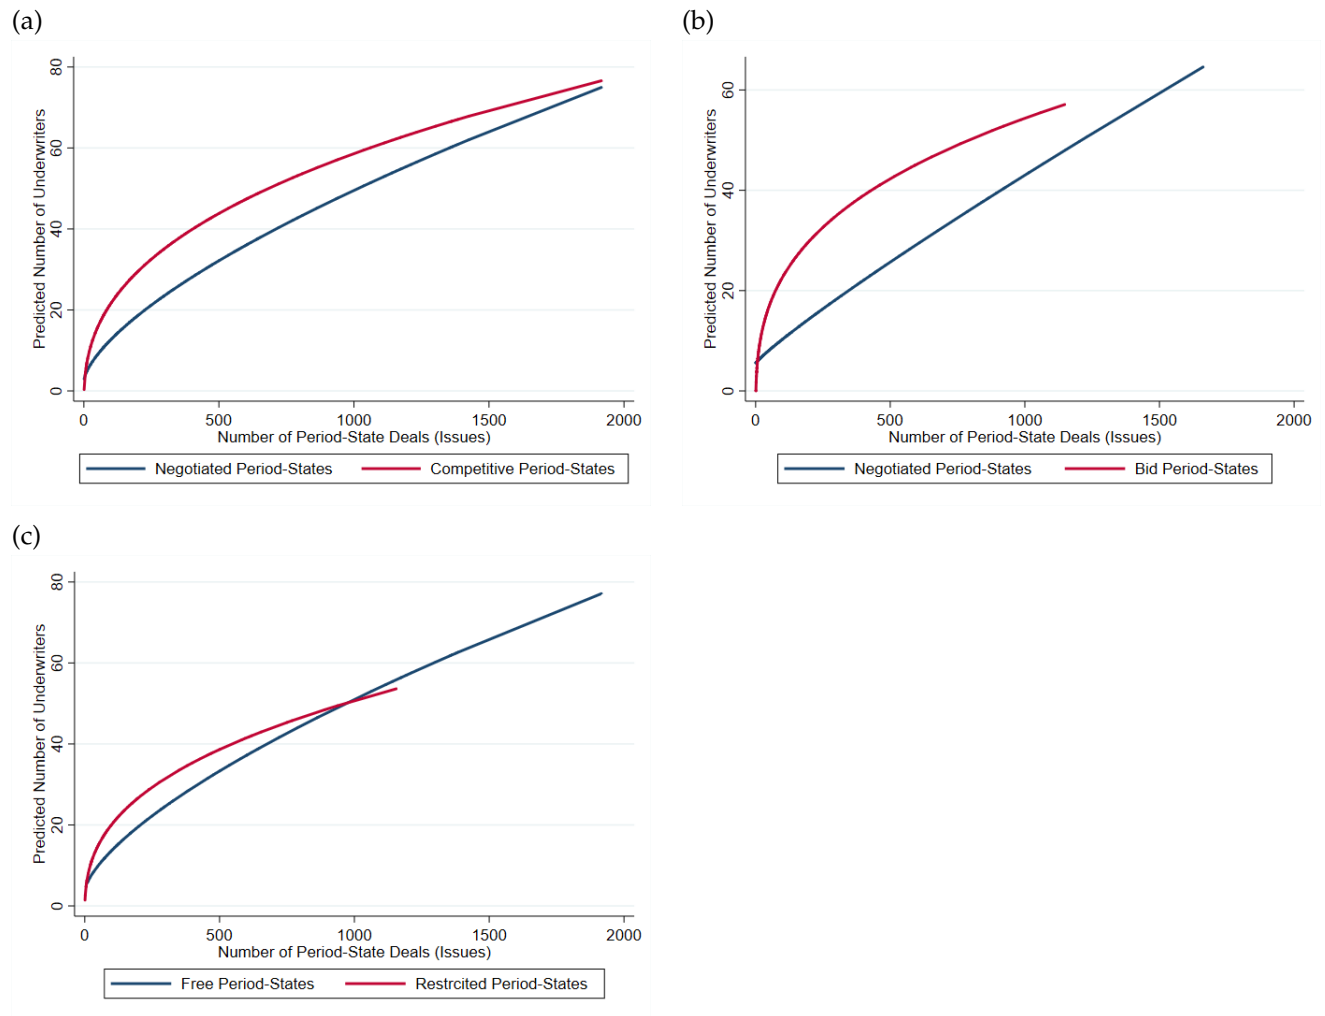 (a)
80
60
40
20
0
Predicted Number of Underwriters
0 500 1000 1500 2000
Number of Period-State Deals (Issues)
Negotiated Period-States Competitive Period-States
(b)
60
40
20
0
Predicted Number of Underwriters
0 500 1000 1500 2000
Number of Period-State Deals (Issues)
Negotiated Period-States Bid Period-States
(c)
80
60
40
20
0
Predicted Number of Underwriters
0 500 1000 1500 2000
Number of Period-State Deals (Issues)
Free Period-States Restrcited Period-States